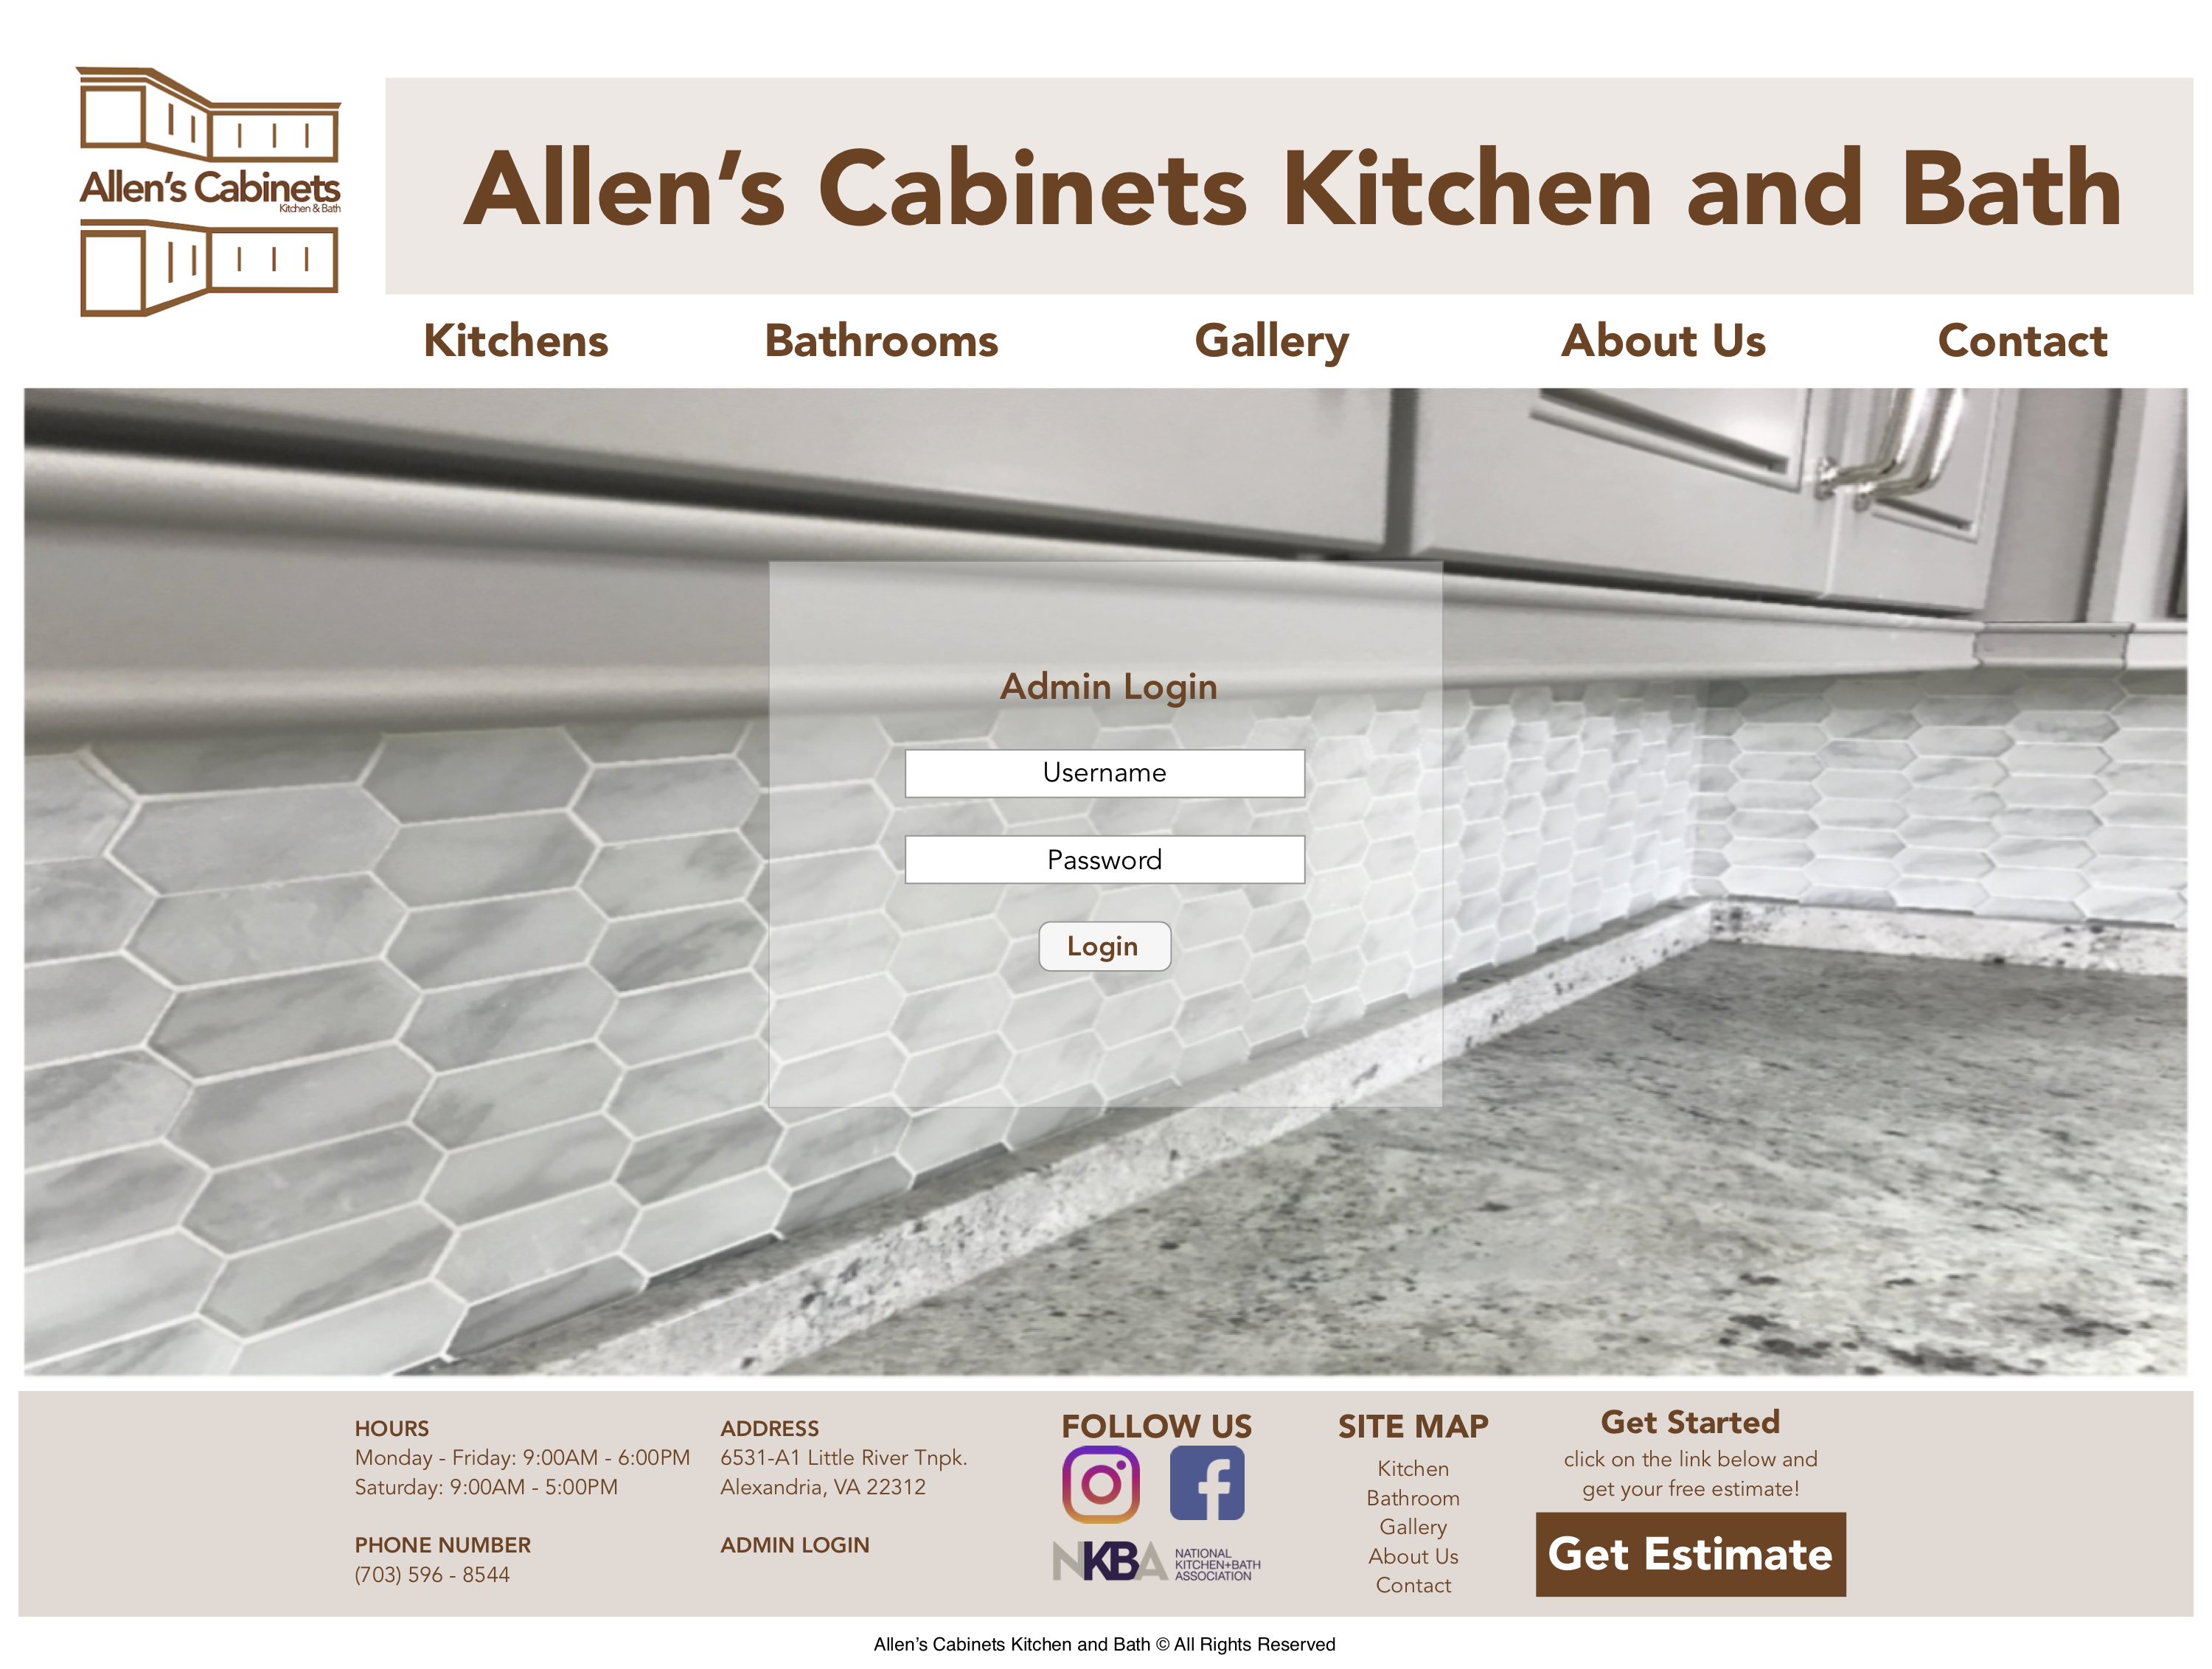 Allen's Cabinets
Kitchen & Bath
Allen's Cabinets Kitchen and Bath
Kitchens
Bathrooms
Gallery
About Us
Contact
Admin Login
Username
Password
Login
HOURS
Monday - Friday: 9:00AM - 6:00PM
Saturday: 9:00AM - 5:00PM
PHONE NUMBER
(703) 596 - 8544
ADDRESS
6531-A1 Little River Tnpk.
Alexandria, VA 22312
ADMIN LOGIN
FOLLOW US
NKBA
NATIONAL
KITCHEN+BATH
ASSOCIATION
SITE MAP
Kitchen
Bathroom
Gallery
About Us
Contact
Get Started
click on the link below and
get your free estimate!
Get Estimate
Allen's Cabinets Kitchen and Bath © All Rights Reserved